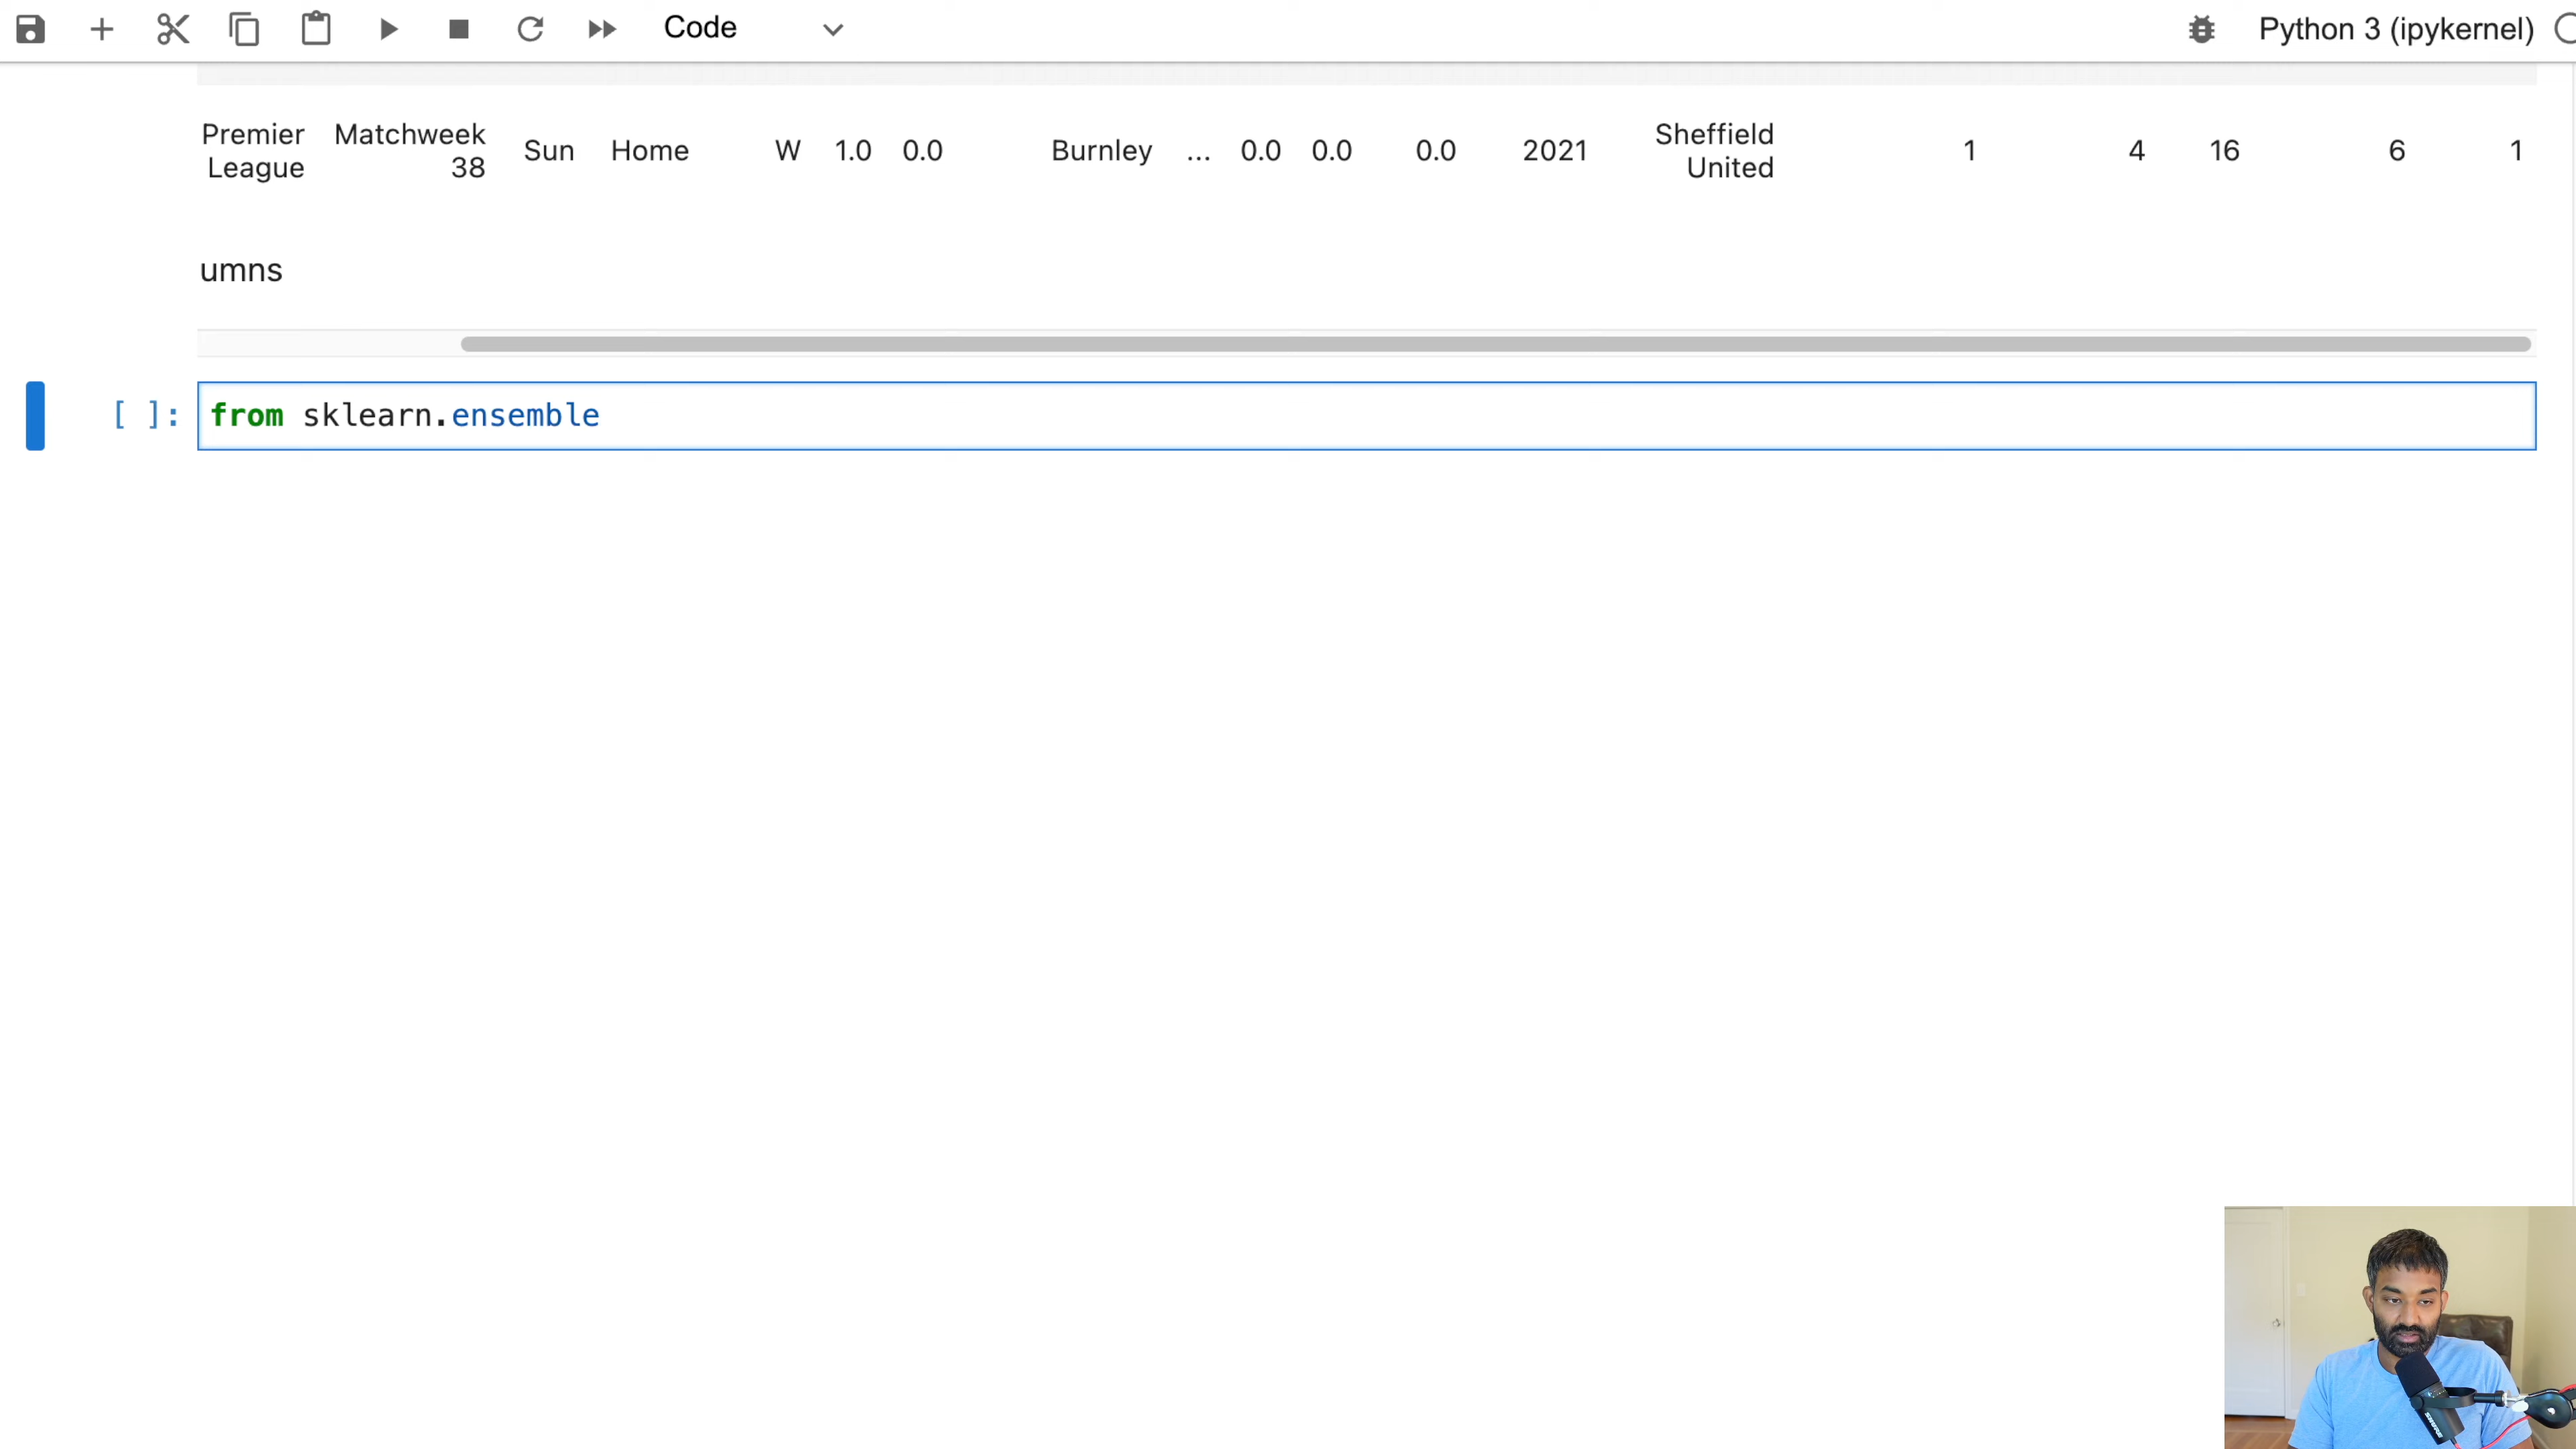 Code
Python 3 (ipykernel)
Premier League Matchweek 38 Sun Home W 1.0 0.0 Burnley ... 0.0 0.0 0.0 2021 Sheffield United 1 4 16 6 1
umns
[ ]: from sklearn.ensemble